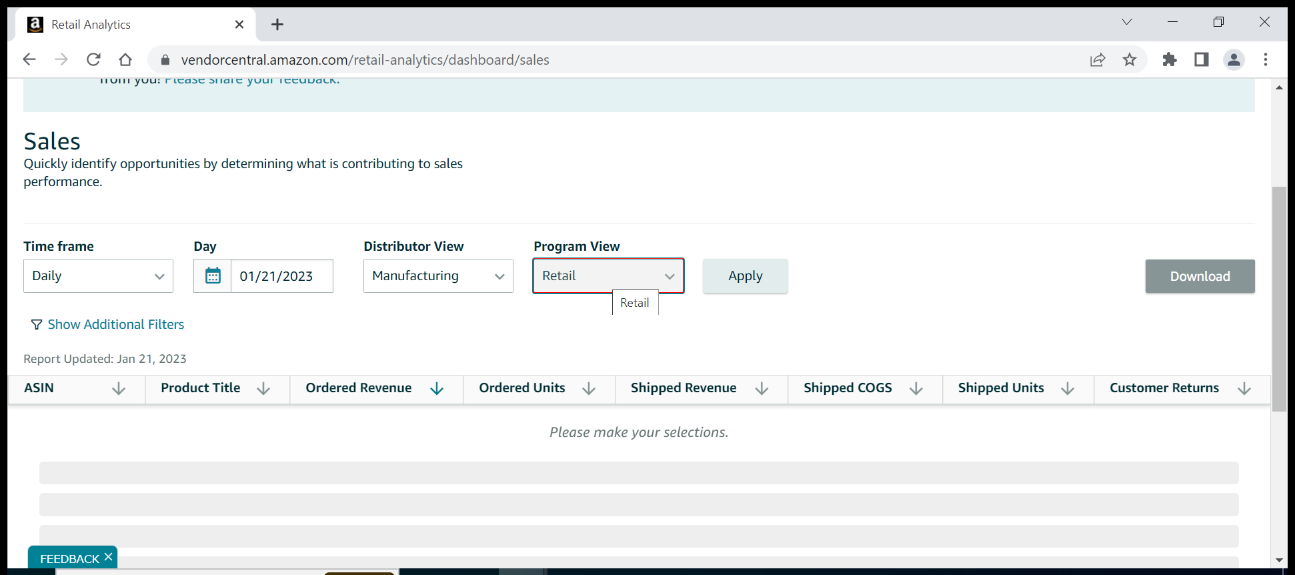 Retail Analytics
vendorcentral.amazon.com/retail-analytics/dashboard/sales
from you! Please share your feedback.
Sales
Quickly identify opportunities by determining what is contributing to sales
performance.
Time frame Day Distributor View Program View
Daily 01/21/2023 Manufacturing Retail Apply Download
Retail
Show Additional Filters
Report Updated: Jan 21, 2023
ASIN Product Title Ordered Revenue Ordered Units Shipped Revenue Shipped COGS Shipped Units Customer Returns
Please make your selections.
FEEDBACK